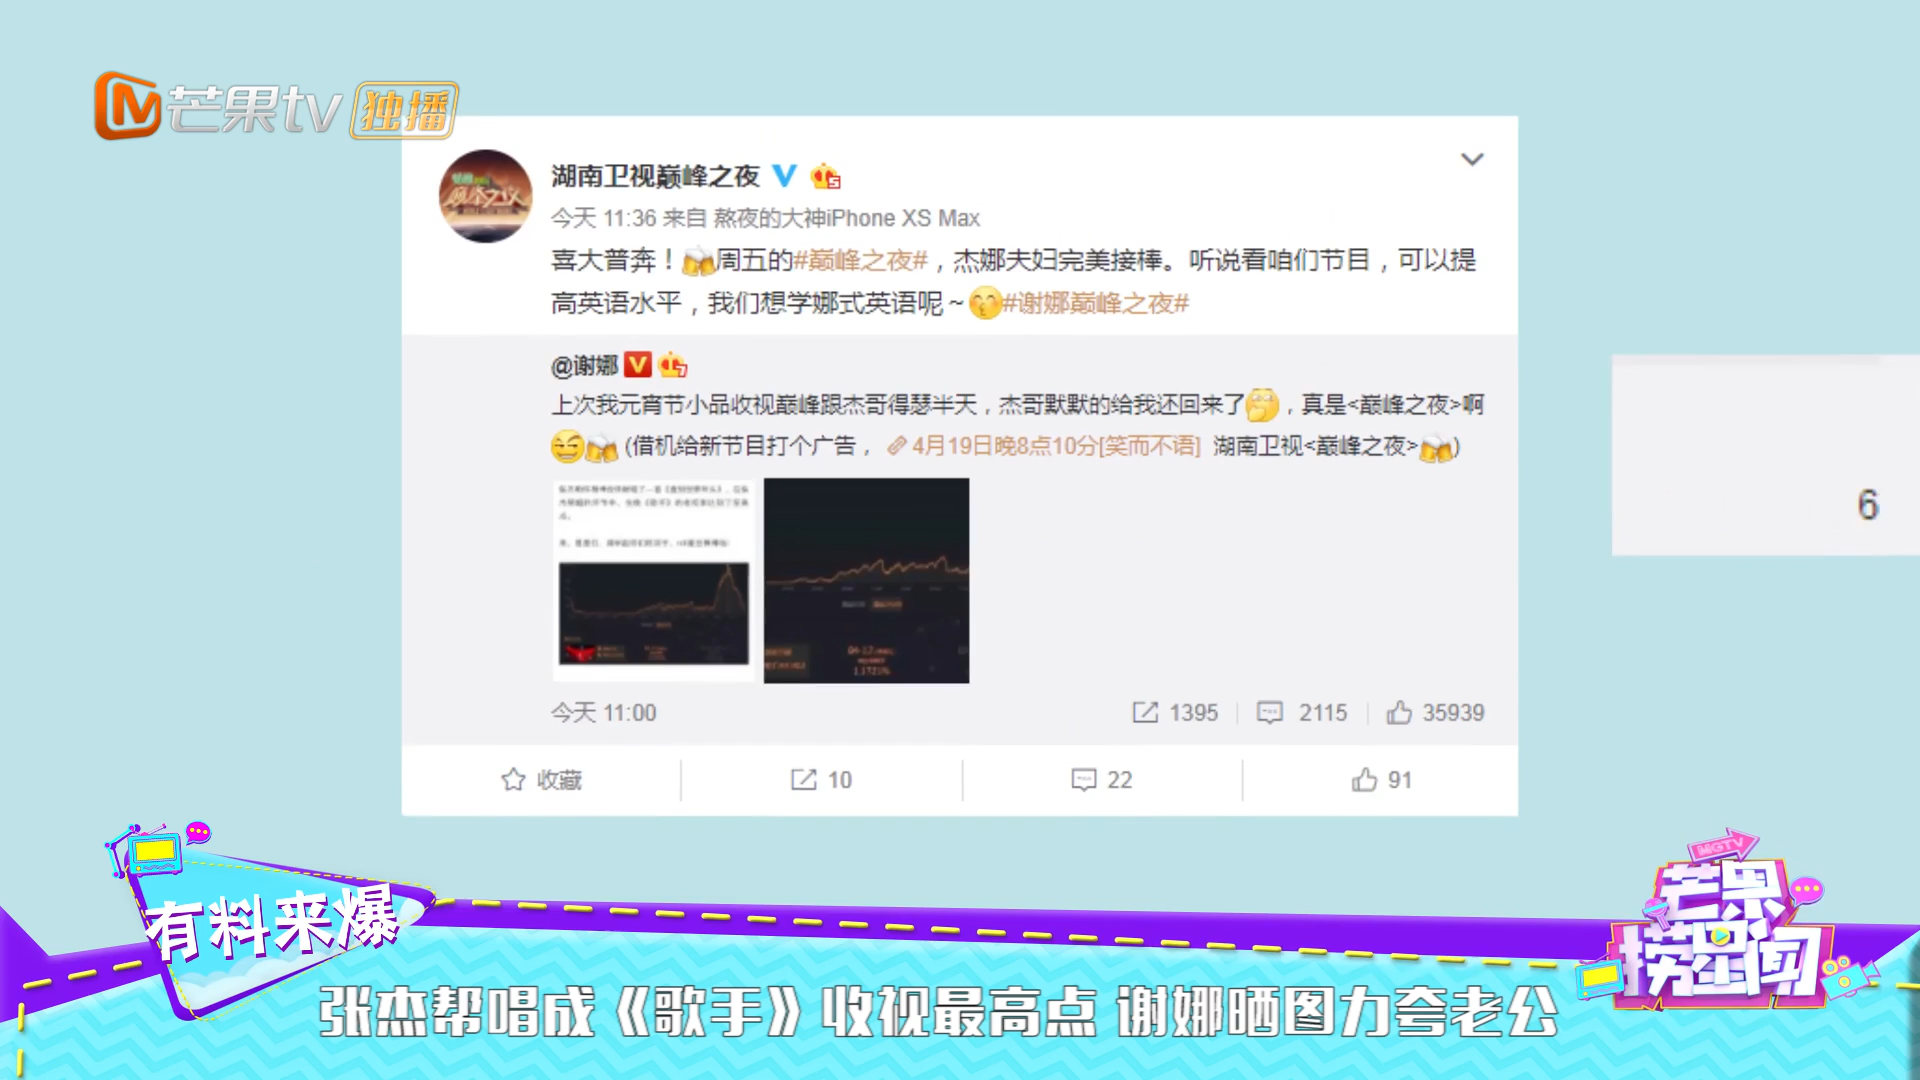 芒果tv 独播
湖南卫视巅峰之夜
今天 11:36 来自 熬夜的大神iPhone XS Max
喜大普奔！周五的#巅峰之夜#，杰娜夫妇完美接棒。听说看咱们节目，可以提
高英语水平，我们想学娜式英语呢～#谢娜巅峰之夜#
@谢娜
上次我元宵节小品收视巅峰跟杰哥得瑟半天，杰哥默默的给我还回来了，真是<巅峰之夜>啊
(借机给新节目打个广告，4月19日晚8点10分[笑而不语] 湖南卫视<巅峰之夜>)
今天 11:00 1395 2115 35939
收藏 10 22 91
6
有料来爆
MGTV
芒果
捞星闻
张杰帮唱成《歌手》收视最高点 谢娜晒图力夸老公